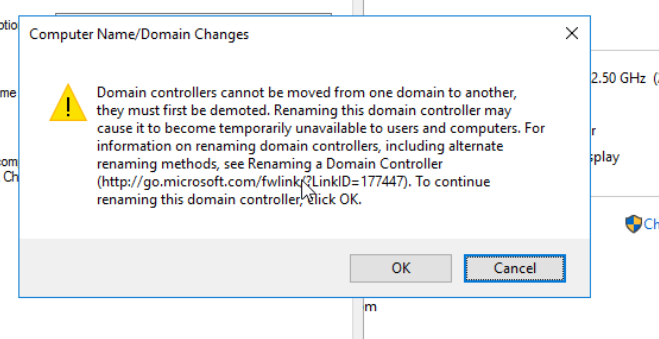 ptio
Computer Name/Domain Changes
me
Domain controllers cannot be moved from one domain to another,
they must first be demoted. Renaming this domain controller may
cause it to become temporarily unavailable to users and computers. For
information on renaming domain controllers, including alternate
renaming methods, see Renaming a Domain Controller
(http://go.microsoft.com/fwlink/?LinkID=177447). To continue
renaming this domain controller, click OK.
2.50 GHz (
r
splay
com
Ch
Ch
OK
Cancel
m